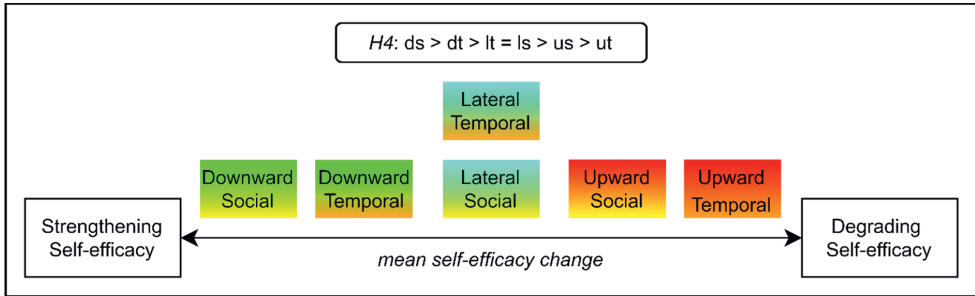 H4: ds > dt > lt = ls > us > ut
Lateral
Temporal
Downward
Social
Downward
Temporal
Lateral
Social
Upward
Social
Upward
Temporal
Strengthening
Self-efficacy
Degrading
Self-efficacy
mean self-efficacy change